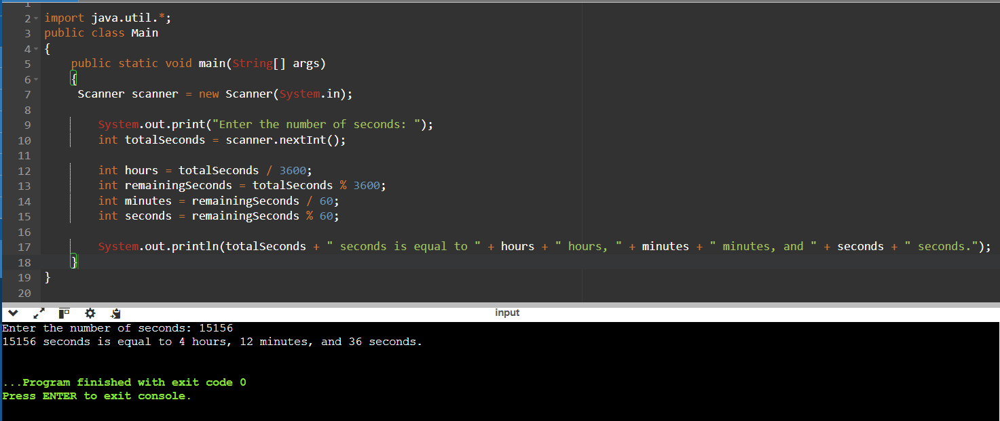 1
2 import java.util.*;
3 public class Main
4 {
5 public static void main(String[] args)
6 {
7 Scanner scanner = new Scanner(System.in);
8
9 System.out.print("Enter the number of seconds: ");
10 int totalSeconds = scanner.nextInt();
11
12 int hours = totalSeconds / 3600;
13 int remainingSeconds = totalSeconds % 3600;
14 int minutes = remainingSeconds / 60;
15 int seconds = remainingSeconds % 60;
16
17 System.out.println(totalSeconds + " seconds is equal to " + hours + " hours, " + minutes + " minutes, and " + seconds + " seconds.");
18 }
19 }
20
input
Enter the number of seconds: 15156
15156 seconds is equal to 4 hours, 12 minutes, and 36 seconds.
...Program finished with exit code 0
Press ENTER to exit console.